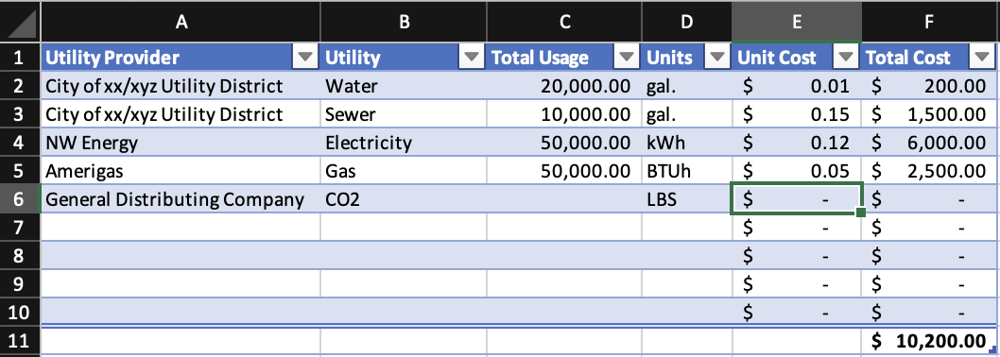 A B C D E F
1 Utility Provider Utility Total Usage Units Unit Cost Total Cost
2 City of xx/xyz Utility District Water 20,000.00 gal. $ 0.01 $ 200.00
3 City of xx/xyz Utility District Sewer 10,000.00 gal. $ 0.15 $ 1,500.00
4 NW Energy Electricity 50,000.00 kWh $ 0.12 $ 6,000.00
5 Amerigas Gas 50,000.00 BTUh $ 0.05 $ 2,500.00
6 General Distributing Company CO2 LBS $ - $ -
7 $ - $ -
8 $ - $ -
9 $ - $ -
10 $ - $ -
11 $ 10,200.00